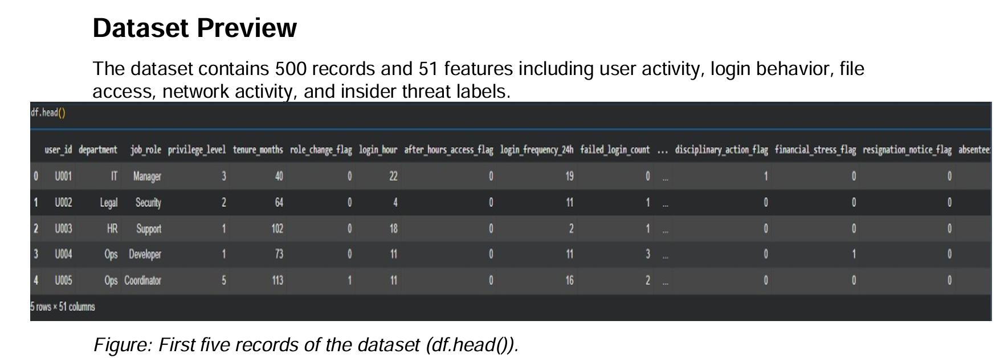 Dataset Preview
The dataset contains 500 records and 51 features including user activity, login behavior, file
access, network activity, and insider threat labels.
df.head()
user_id department job_role privilege_level tenure_months role_change_flag login_hour after_hours_access_flag login_frequency_24h failed_login_count ... disciplinary_action_flag financial_stress_flag resignation_notice_flag absentee
0 U001 IT Manager 3 40 0 22 0 19 0 ... 1 0 0
1 U002 Legal Security 2 64 0 4 0 11 1 ... 0 0 0
2 U003 HR Support 1 102 0 18 0 2 1 ... 0 0 0
3 U004 Ops Developer 1 73 0 11 0 11 3 ... 0 1 0
4 U005 Ops Coordinator 5 113 1 11 0 16 2 ... 0 0 0
5 rows × 51 columns
Figure: First five records of the dataset (df.head()).